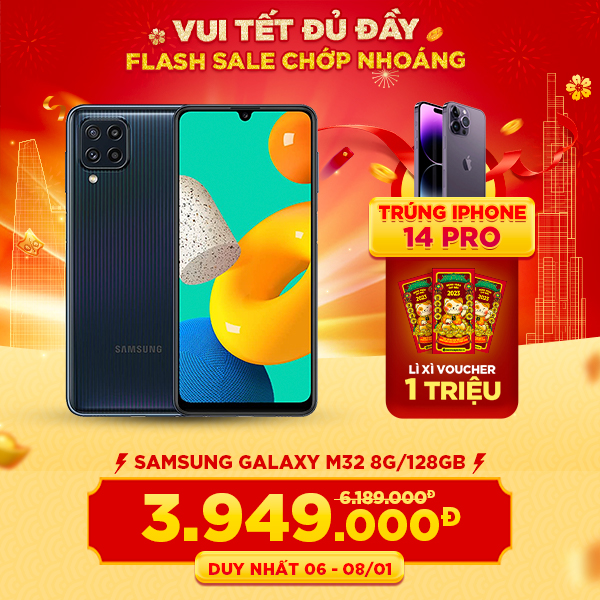 VUI TẾT ĐỦ ĐẦY
FLASH SALE CHỚP NHOÁNG
TRÚNG IPHONE
14 PRO
2023
LÌ XÌ VOUCHER
1 TRIỆU
SAMSUNG
SAMSUNG GALAXY M32 8G/128GB
6.189.000Đ
3.949.000Đ
DUY NHẤT 06 - 08/01